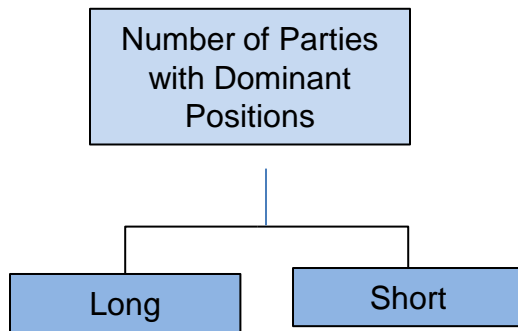 Number of Parties
with Dominant
Positions
Long
Short